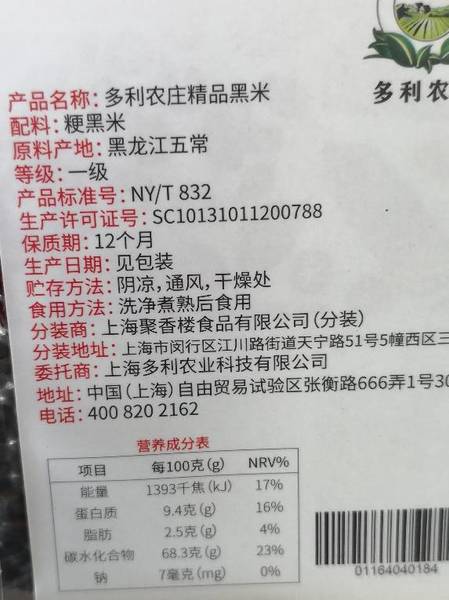 多利农
产品名称：多利农庄精品黑米
配料：粳黑米
原料产地：黑龙江五常
等级：一级
产品标准号：NY/T 832
生产许可证号：SC10131011200788
保质期：12个月
生产日期：见包装
贮存方法：阴凉，通风，干燥处
食用方法：洗净煮熟后食用
分装商：上海聚香楼食品有限公司（分装）
分装地址：上海市闵行区江川路街道天宁路51号5幢西区三
委托商：上海多利农业科技有限公司
地址：中国（上海）自由贸易试验区张衡路666弄1号30
电话：400 820 2162
营养成分表
项目 每100克(g) NRV%
能量 1393千焦(kJ) 17%
蛋白质 9.4克(g) 16%
脂肪 2.5克(g) 4%
碳水化合物 68.3克(g) 23%
钠 7毫克(mg) 0%
01164040184